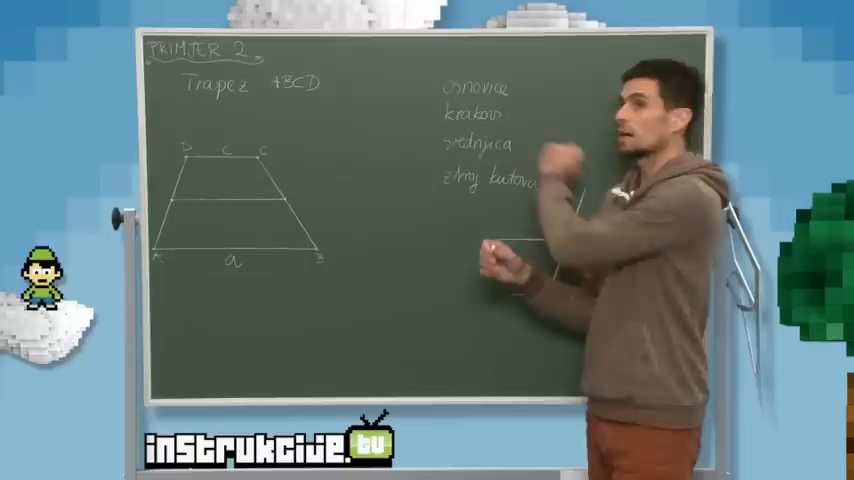 PRIMJER 2
Trapez ABCD
osnovice
krakovi
srednjica
zbroj kutova
D c C
A a B
instrukcije.tv